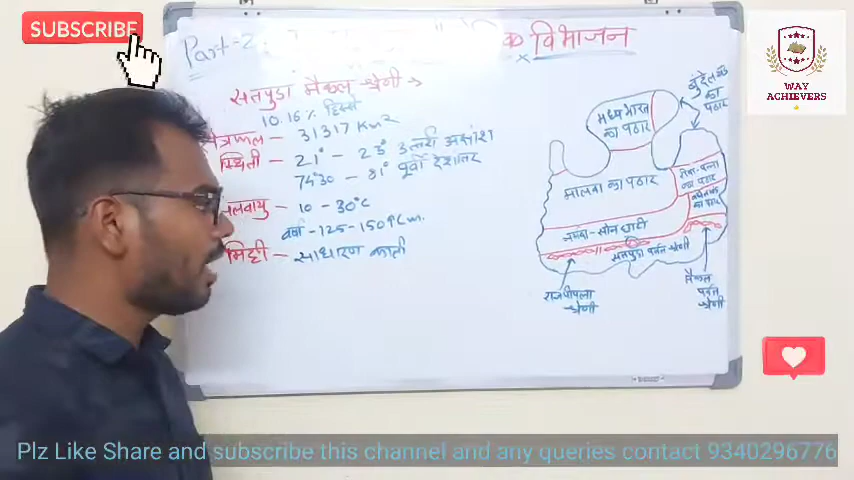 SUBSCRIBE
Part-2
विभाजन
WAY
ACHIEVERS
सतपुडा मैकल श्रेणी →
10.16% हिस्सा
क्षेत्रफल - 31317 Km²
स्थिती - 21° - 23° उत्तरी अक्षांश
74°30 - 81° पूर्वी देशांतर
जलवायु - 10 - 30°C
वर्षा - 125-150 Cm.
मिट्टी - साधारण काली
बुंदेलखंड
का
पठार
मध्य भारत
का पठार
मालवा का पठार
रीवा-पन्ना
का पठार
का पठार
नर्मदा-सोन घाटी
सतपुडा पर्वत श्रेणी
राजपीपला
श्रेणी
मैकल
पर्वत
श्रेणी
Plz Like Share and subscribe this channel and any queries contact 9340296776